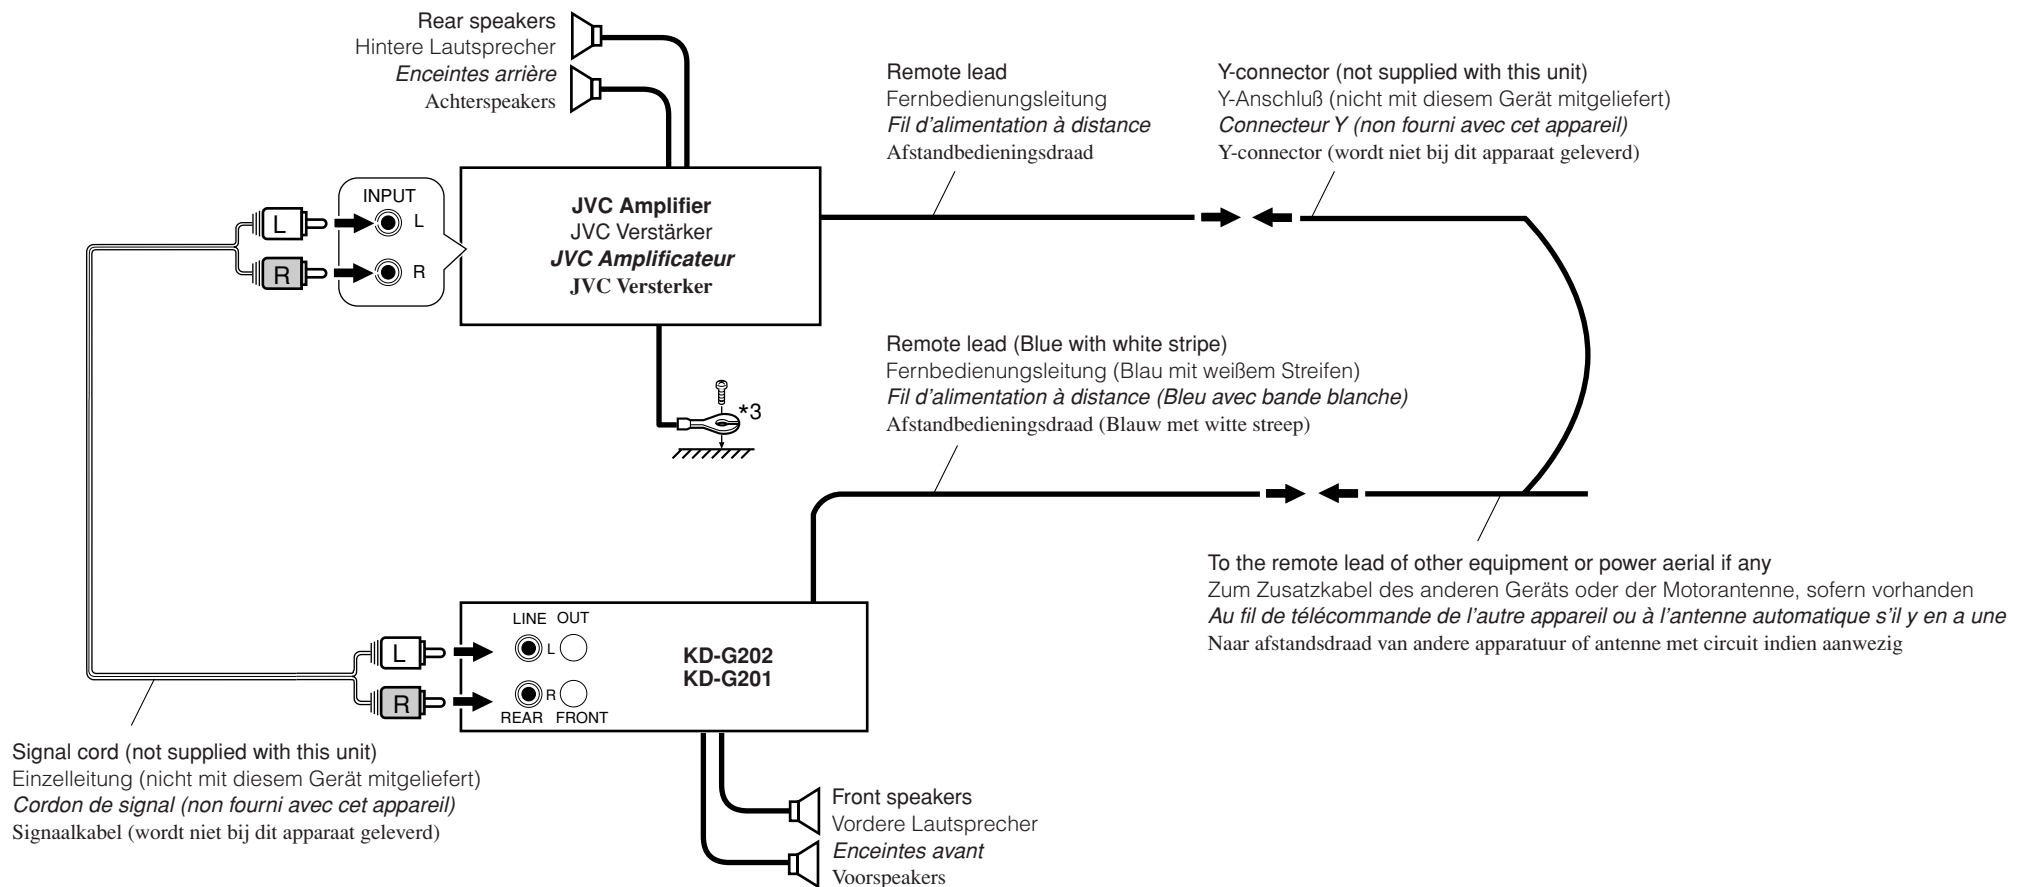 Rear speakers
Hintere Lautsprecher
Enceintes arrière
Achterspeakers
Remote lead
Fernbedienungsleitung
Fil d'alimentation à distance
Afstandbedieningsdraad
Y-connector (not supplied with this unit)
Y-Anschluß (nicht mit diesem Gerät mitgeliefert)
Connecteur Y (non fourni avec cet appareil)
Y-connector (wordt niet bij dit apparaat geleverd)
INPUT
L
L
R
R
JVC Amplifier
JVC Verstärker
JVC Amplificateur
JVC Versterker
*3
Remote lead (Blue with white stripe)
Fernbedienungsleitung (Blau mit weißem Streifen)
Fil d'alimentation à distance (Bleu avec bande blanche)
Afstandbedieningsdraad (Blauw met witte streep)
To the remote lead of other equipment or power aerial if any
Zum Zusatzkabel des anderen Geräts oder der Motorantenne, sofern vorhanden
Au fil de télécommande de l'autre appareil ou à l'antenne automatique s'il y en a une
Naar afstandsdraad van andere apparatuur of antenne met circuit indien aanwezig
LINE OUT
L
L
R
R
REAR FRONT
KD-G202
KD-G201
Signal cord (not supplied with this unit)
Einzelleitung (nicht mit diesem Gerät mitgeliefert)
Cordon de signal (non fourni avec cet appareil)
Signaalkabel (wordt niet bij dit apparaat geleverd)
Front speakers
Vordere Lautsprecher
Enceintes avant
Voorspeakers